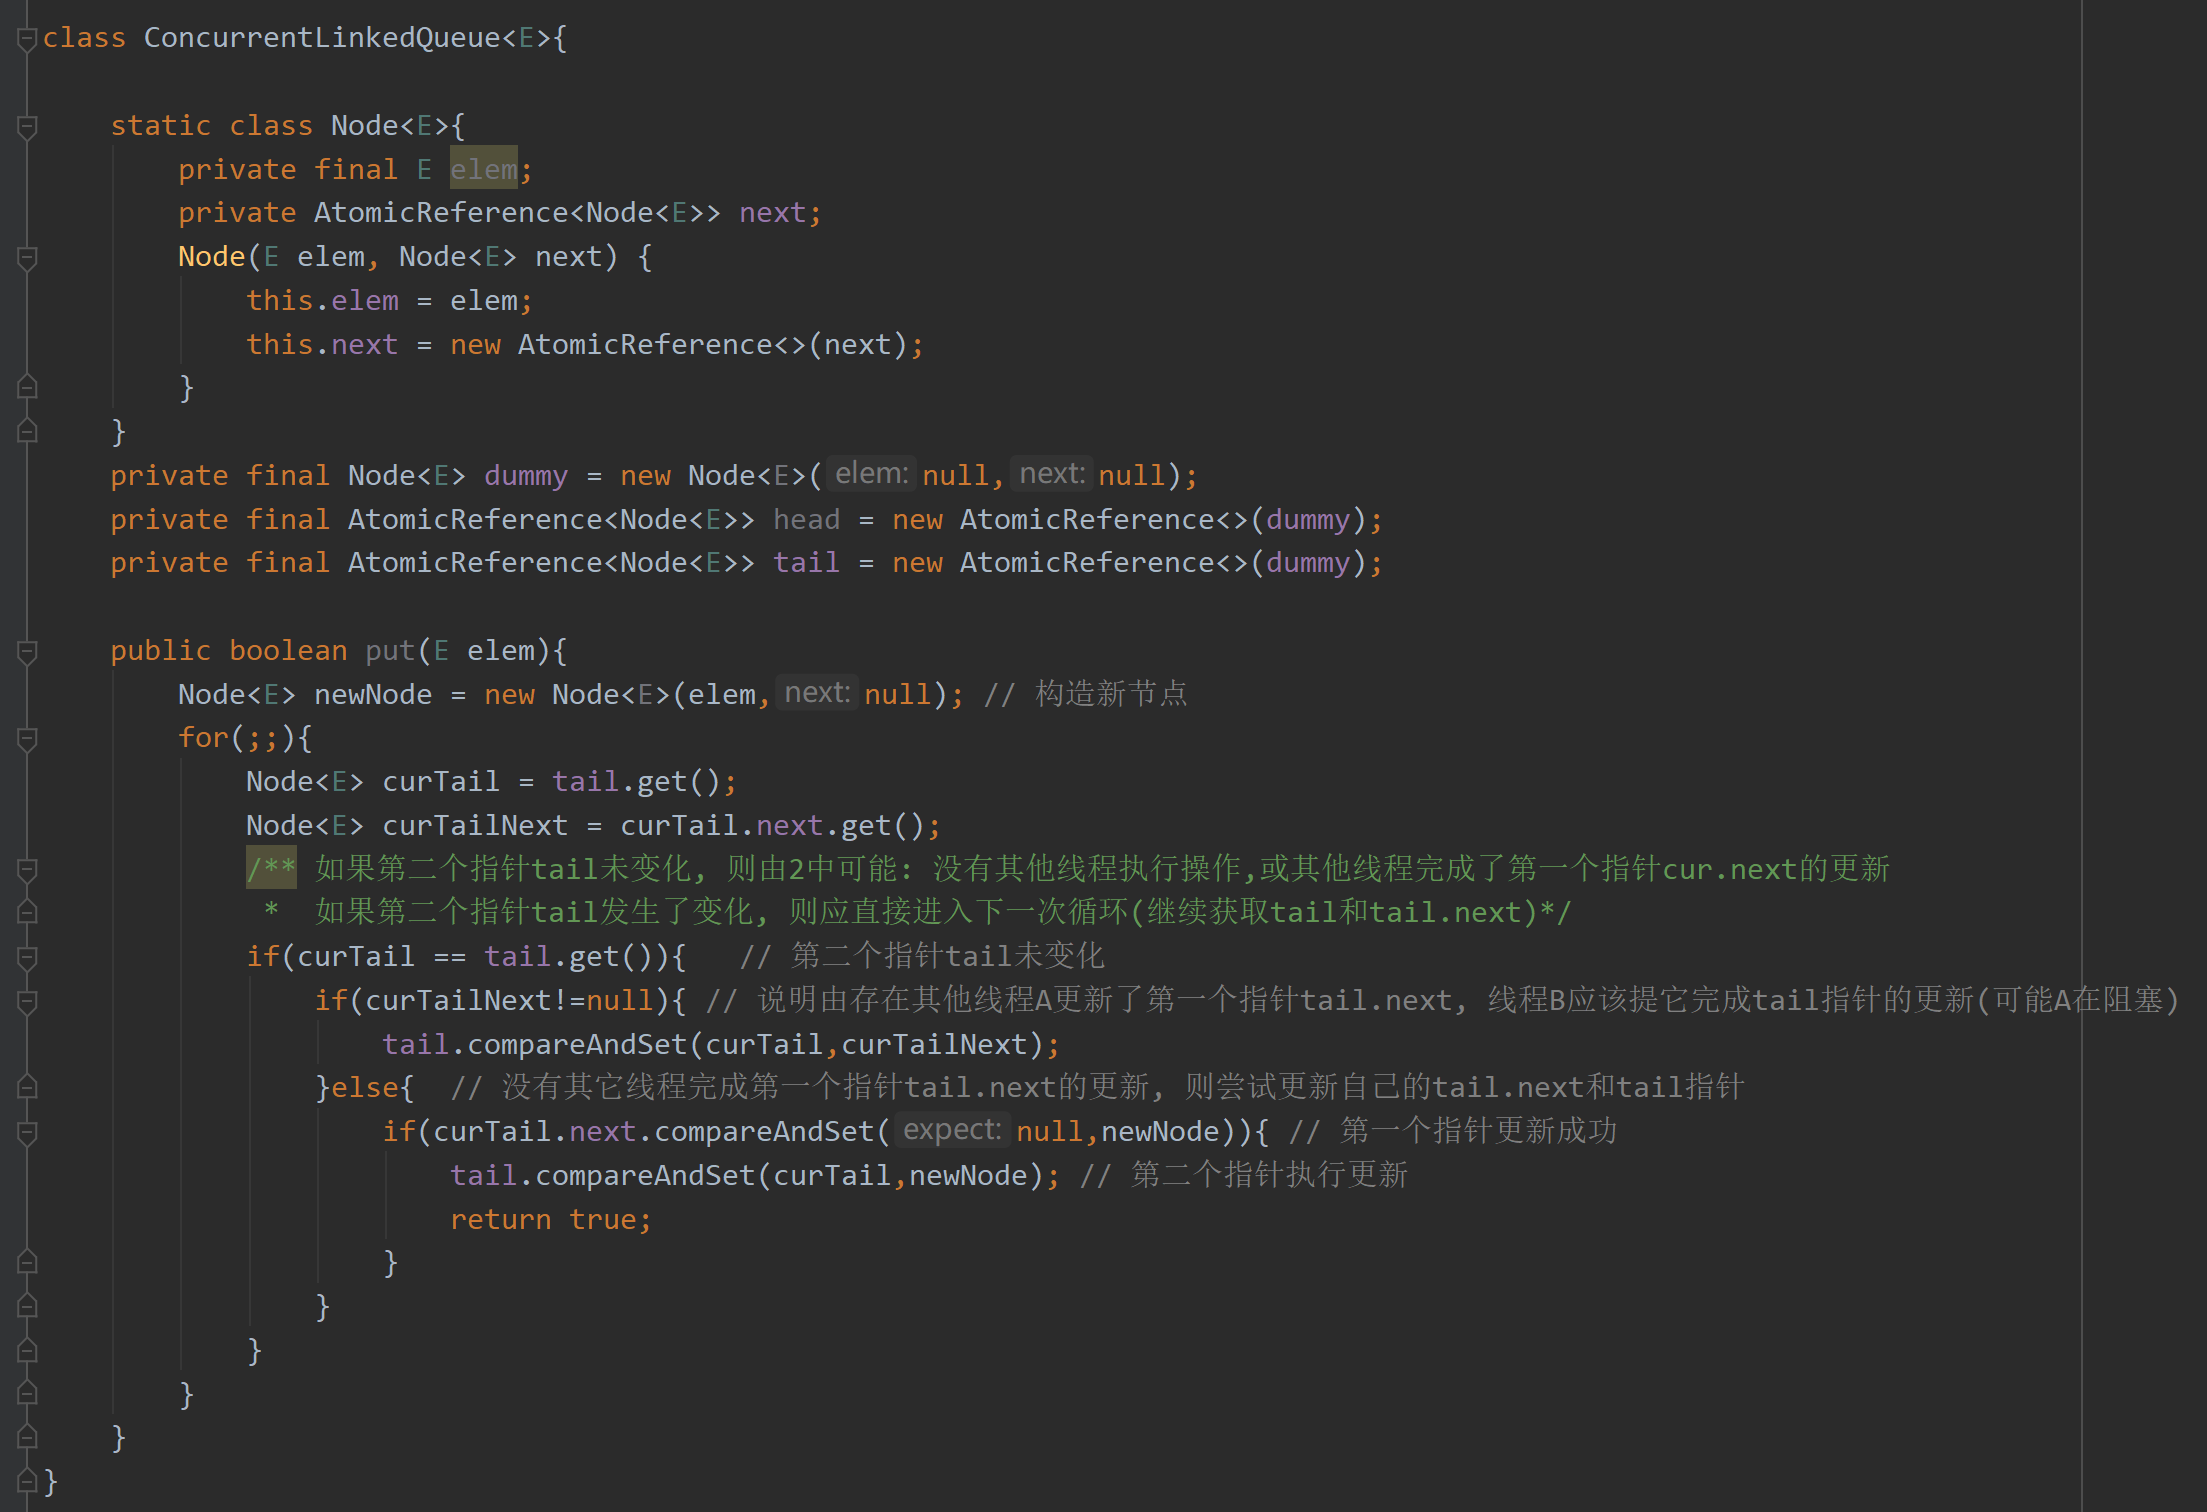 class ConcurrentLinkedQueue<E>{
static class Node<E>{
private final E elem;
private AtomicReference<Node<E>> next;
Node(E elem, Node<E> next) {
this.elem = elem;
this.next = new AtomicReference<>(next);
}
}
private final Node<E> dummy = new Node<E>( elem: null, next: null);
private final AtomicReference<Node<E>> head = new AtomicReference<>(dummy);
private final AtomicReference<Node<E>> tail = new AtomicReference<>(dummy);
public boolean put(E elem){
Node<E> newNode = new Node<E>(elem, next: null); // 构造新节点
for(;;){
Node<E> curTail = tail.get();
Node<E> curTailNext = curTail.next.get();
/** 如果第二个指针tail未变化, 则由2中可能: 没有其他线程执行操作,或其他线程完成了第一个指针cur.next的更新
* 如果第二个指针tail发生了变化, 则应直接进入下一次循环(继续获取tail和tail.next)*/
if(curTail == tail.get()){ // 第二个指针tail未变化
if(curTailNext!=null){ // 说明由存在其他线程A更新了第一个指针tail.next, 线程B应该提它完成tail指针的更新(可能A在阻塞)
tail.compareAndSet(curTail,curTailNext);
}else{ // 没有其它线程完成第一个指针tail.next的更新, 则尝试更新自己的tail.next和tail指针
if(curTail.next.compareAndSet( expect: null,newNode)){ // 第一个指针更新成功
tail.compareAndSet(curTail,newNode); // 第二个指针执行更新
return true;
}
}
}
}
}
}